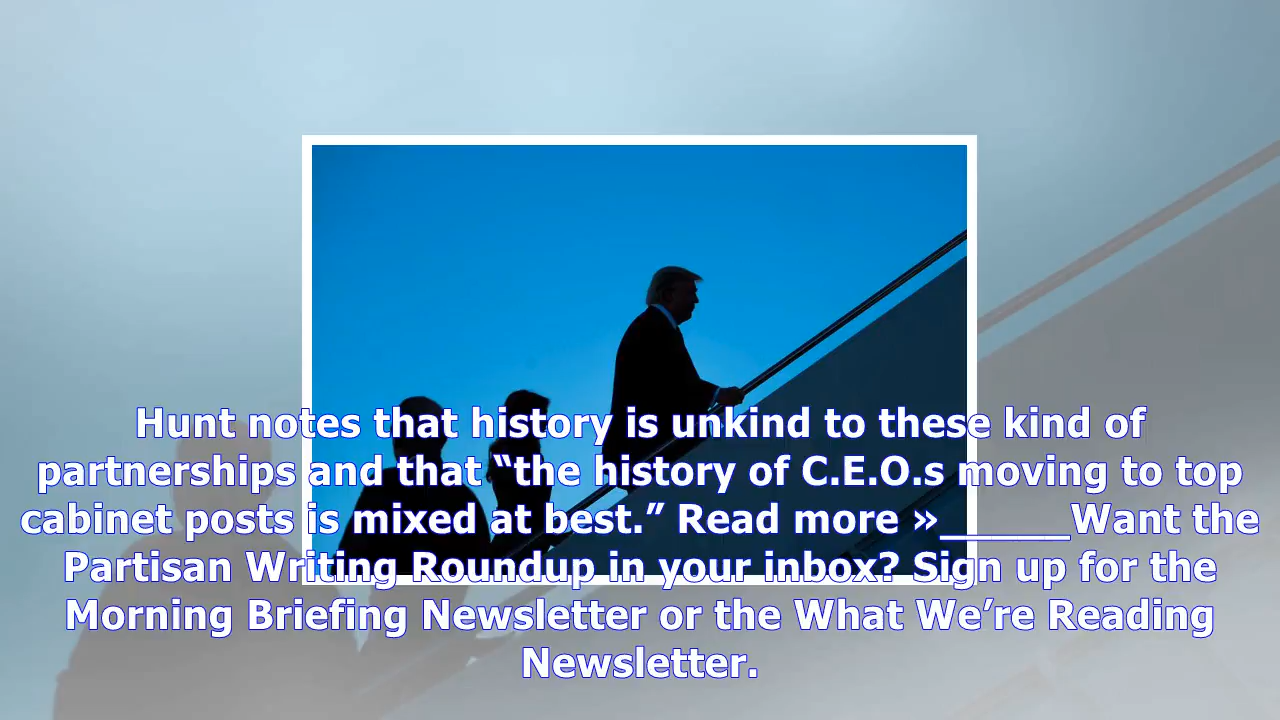 Hunt notes that history is unkind to these kind of
partnerships and that “the history of C.E.O.s moving to top
cabinet posts is mixed at best.” Read more »______Want the
Partisan Writing Roundup in your inbox? Sign up for the
Morning Briefing Newsletter or the What We’re Reading
Newsletter.